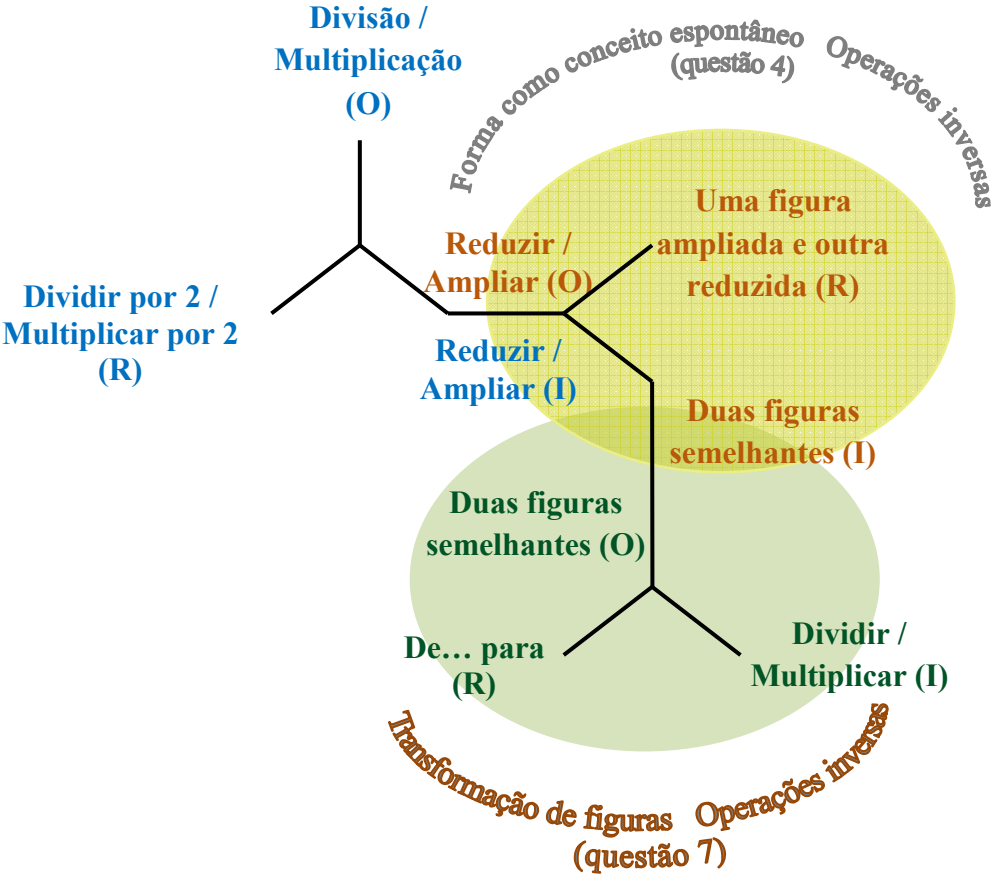 Divisão /
Multiplicação
(O)
Forma como conceito espontâneo Operações inversas
(questão 4)
Uma figura
ampliada e outra
reduzida (R)
Reduzir /
Ampliar (O)
Dividir por 2 /
Multiplicar por 2
(R)
Reduzir /
Ampliar (I)
Duas figuras
semelhantes (I)
Duas figuras
semelhantes (O)
De… para
(R)
Dividir /
Multiplicar (I)
Transformação de figuras Operações inversas
(questão 7)